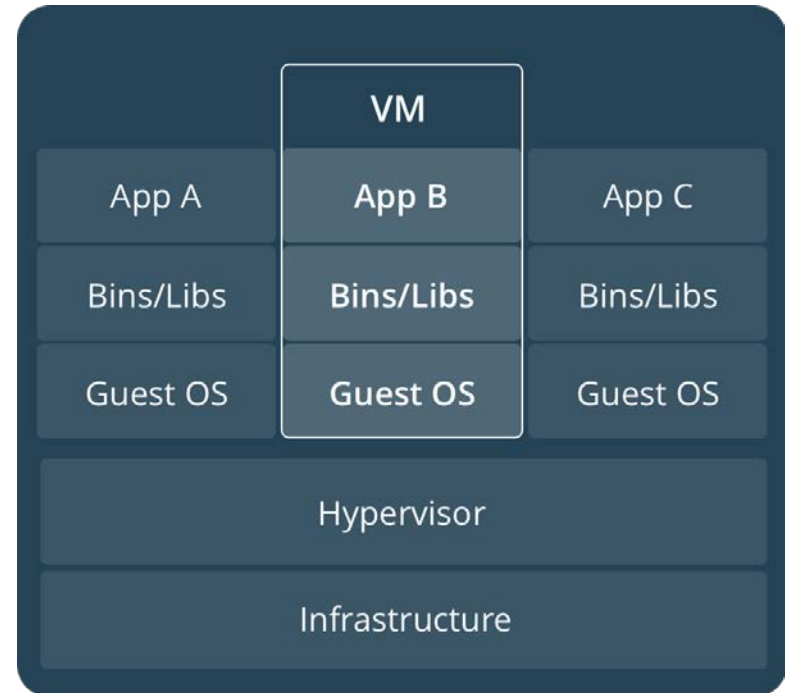 VM
App A
App B
App C
Bins/Libs
Bins/Libs
Bins/Libs
Guest OS
Guest OS
Guest OS
Hypervisor
Infrastructure